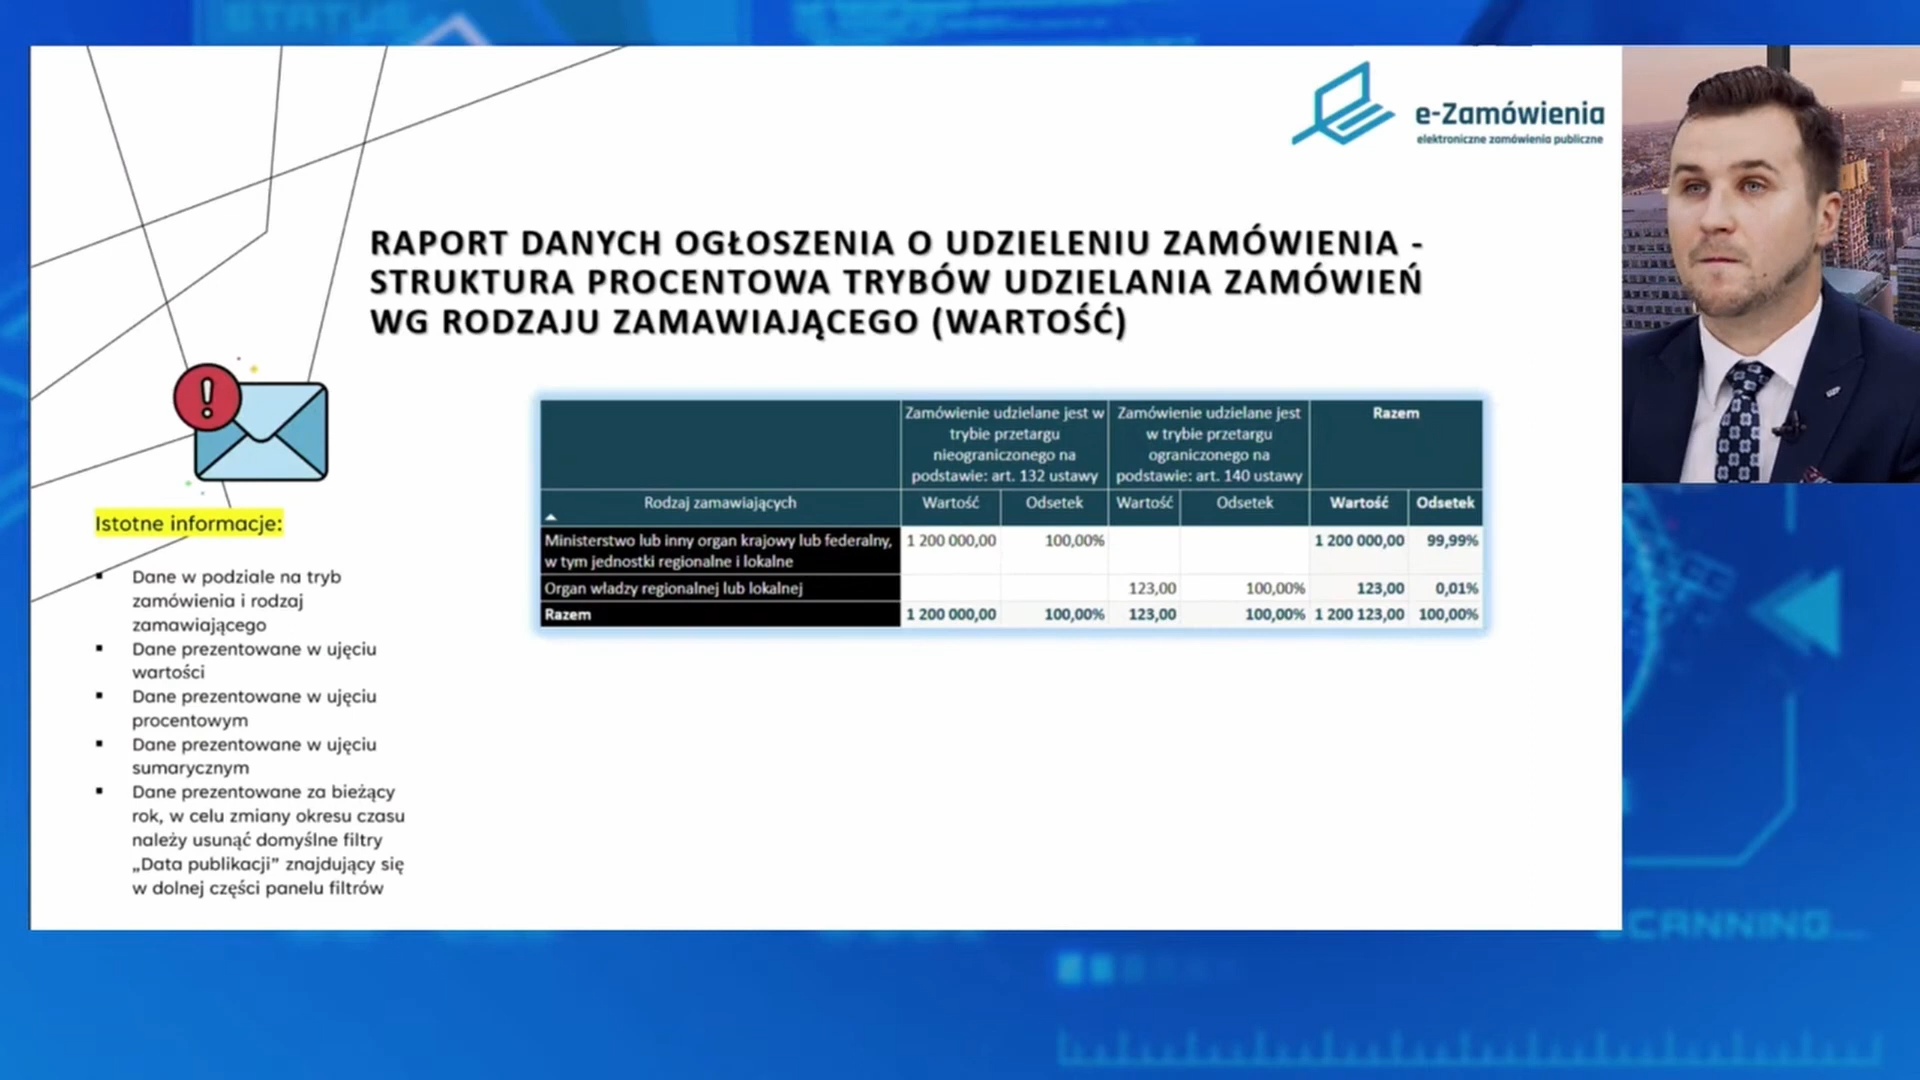 STATUS
e-Zamówienia
elektroniczne zamówienia publiczne
RAPORT DANYCH OGŁOSZENIA O UDZIELENIU ZAMÓWIENIA -
STRUKTURA PROCENTOWA TRYBÓW UDZIELANIA ZAMÓWIEŃ
WG RODZAJU ZAMAWIAJĄCEGO (WARTOŚĆ)
Istotne informacje:
▪ Dane w podziale na tryb
zamówienia i rodzaj
zamawiającego
▪ Dane prezentowane w ujęciu
wartości
▪ Dane prezentowane w ujęciu
procentowym
▪ Dane prezentowane w ujęciu
sumarycznym
▪ Dane prezentowane za bieżący
rok, w celu zmiany okresu czasu
należy usunąć domyślne filtry
„Data publikacji” znajdujący się
w dolnej części panelu filtrów
Zamówienie udzielane jest w
trybie przetargu
nieograniczonego na
podstawie: art. 132 ustawy
Zamówienie udzielane jest
w trybie przetargu
ograniczonego na
podstawie: art. 140 ustawy
Razem
Rodzaj zamawiających Wartość Odsetek Wartość Odsetek Wartość Odsetek
Ministerstwo lub inny organ krajowy lub federalny, 1 200 000,00 100,00% 1 200 000,00 99,99%
w tym jednostki regionalne i lokalne
Organ władzy regionalnej lub lokalnej 123,00 100,00% 123,00 0,01%
Razem 1 200 000,00 100,00% 123,00 100,00% 1 200 123,00 100,00%
SCANNING...